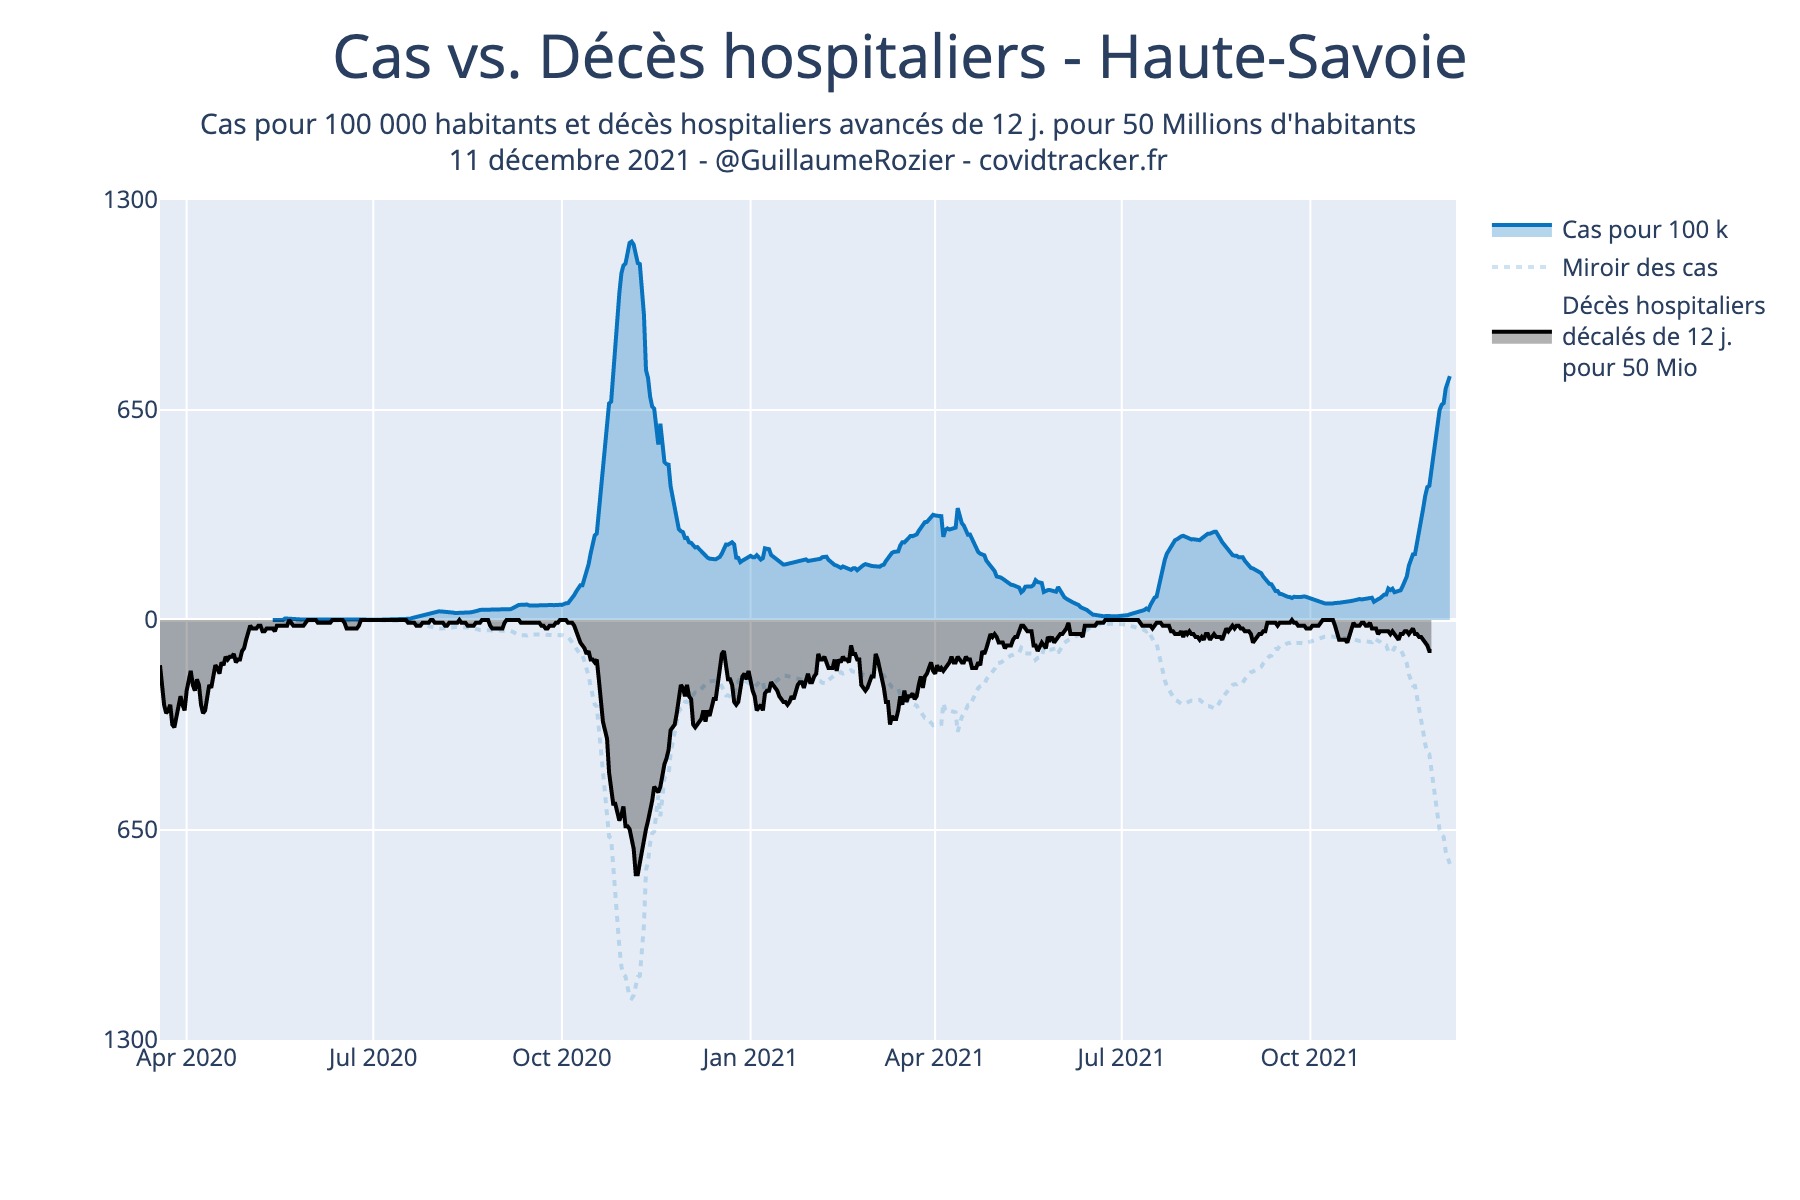 Cas vs. Décès hospitaliers - Haute-Savoie
Cas pour 100 000 habitants et décès hospitaliers avancés de 12 j. pour 50 Millions d'habitants
11 décembre 2021 - @GuillaumeRozier - covidtracker.fr
1300
650
0
650
1300
Apr 2020
Jul 2020
Oct 2020
Jan 2021
Apr 2021
Jul 2021
Oct 2021
Cas pour 100 k
Miroir des cas
Décès hospitaliers
décalés de 12 j.
pour 50 Mio